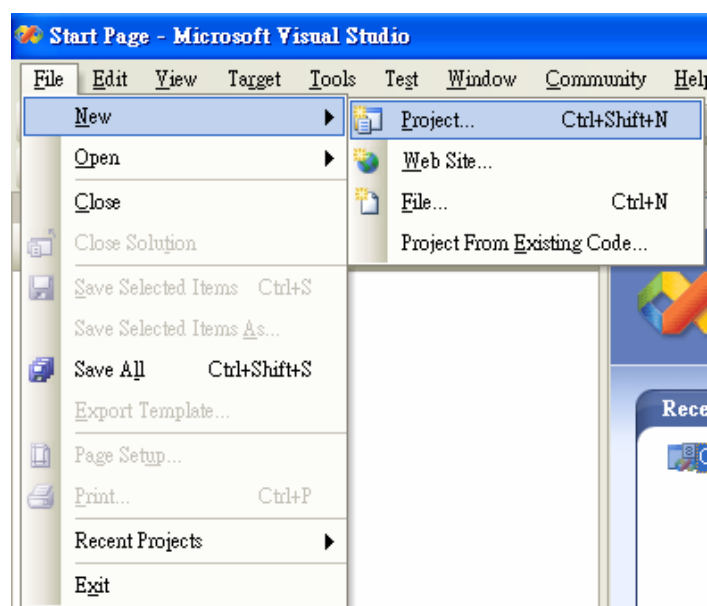 Start Page - Microsoft Visual Studio
File Edit View Target Tools Test Window Community Help
New
Project... Ctrl+Shift+N
Open
Web Site...
Close
File... Ctrl+N
Close Solution
Project From Existing Code...
Save Selected Items Ctrl+S
Save Selected Items As...
Save All Ctrl+Shift+S
Export Template...
Rece
Page Setup...
Print... Ctrl+P
Recent Projects
Exit